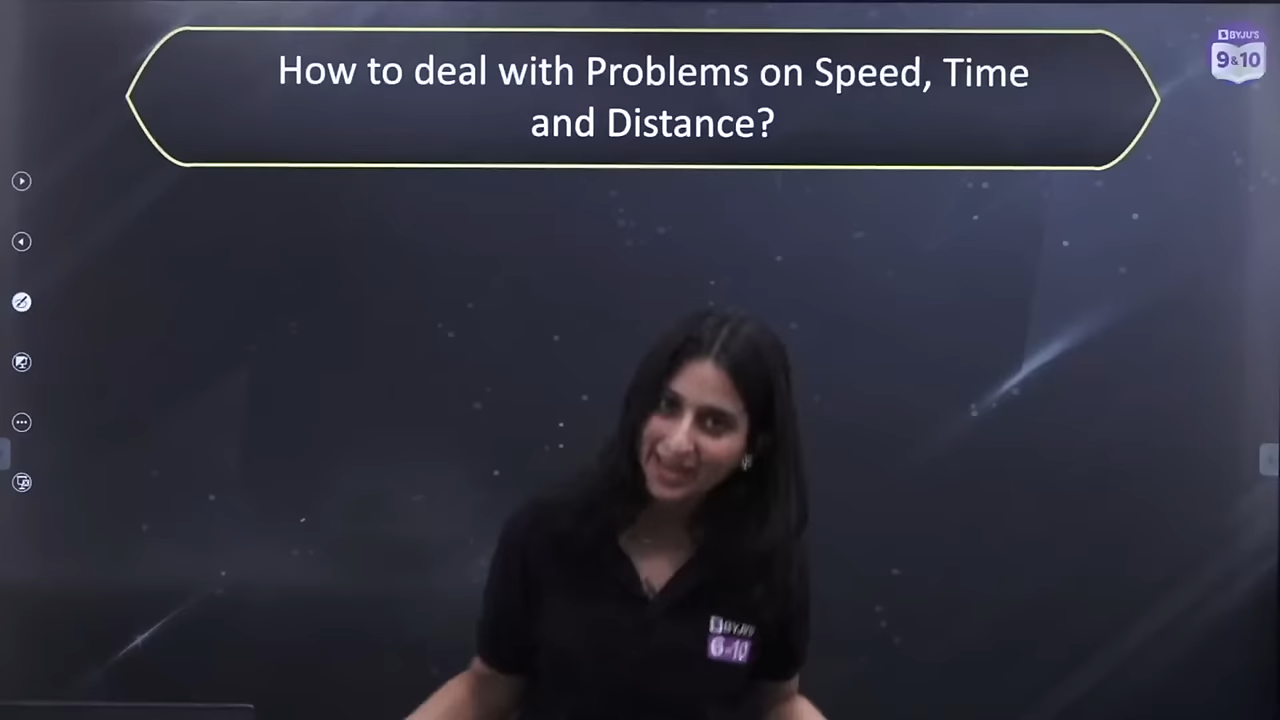 How to deal with Problems on Speed, Time
and Distance?
BYJU'S
9&10
BYJU'S
6-10